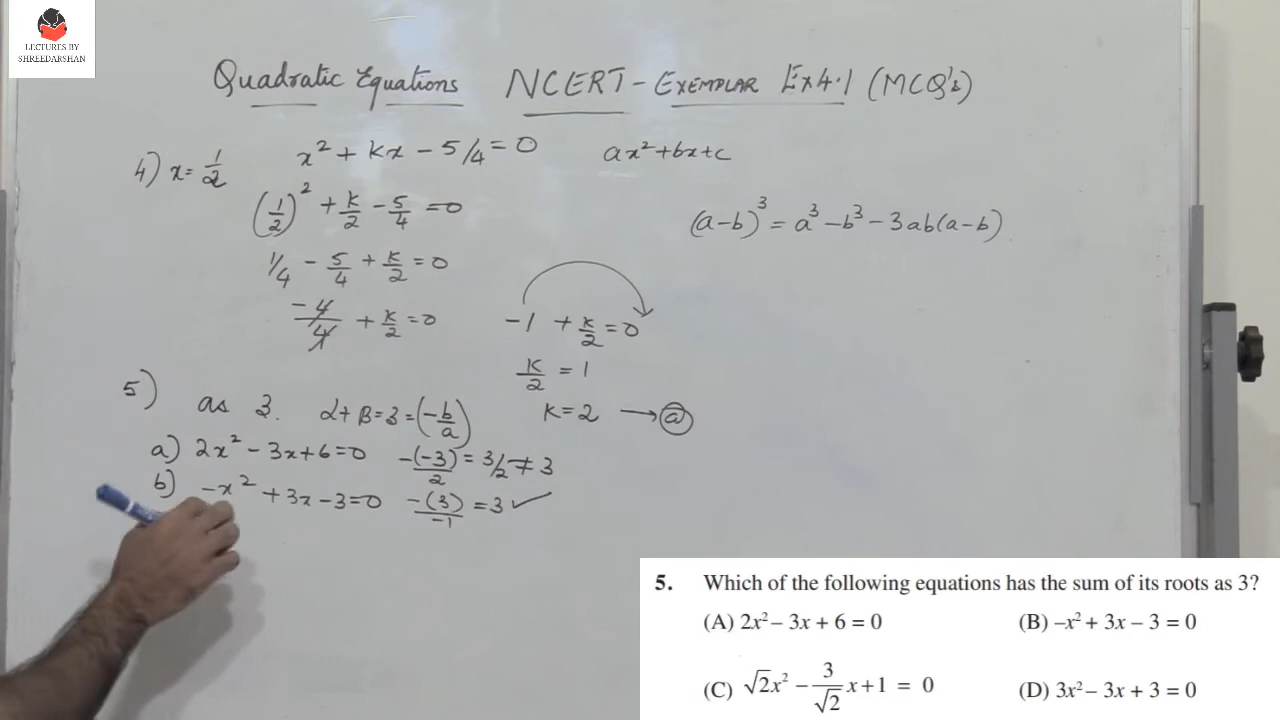 LECTURES BY
SHREEDARSHAN
Quadratic Equations NCERT - EXEMPLAR Ex4.1 (MCQ's)
4) x = 1/2 x² + kx - 5/4 = 0 ax² + bx + c
(1/2)² + k/2 - 5/4 = 0 (a-b)³ = a³ - b³ - 3ab(a-b)
1/4 - 5/4 + k/2 = 0
-4/4 + k/2 = 0 -1 + k/2 = 0
1
k/2 = 1
5) as 3. α + β = 3 = (-b/a) k = 2 → (a)
a) 2x² - 3x + 6 = 0 -(-3)/2 = 3/2 ≠ 3
b) -x² + 3x - 3 = 0 -(3)/-1 = 3 ✓
5. Which of the following equations has the sum of its roots as 3?
(A) 2x² – 3x + 6 = 0 (B) –x² + 3x – 3 = 0
(C) √2x² – 3/√2 x + 1 = 0 (D) 3x² – 3x + 3 = 0